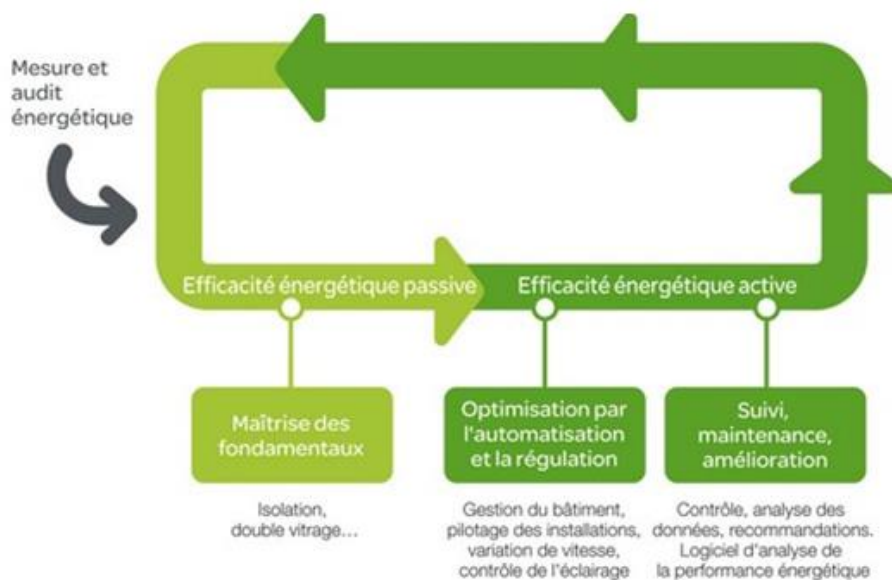 Mesure et
audit
énergétique
Efficacité énergétique passive
Efficacité énergétique active
Maîtrise des
fondamentaux
Isolation,
double vitrage...
Optimisation par
l'automatisation
et la régulation
Gestion du bâtiment,
pilotage des installations,
variation de vitesse,
contrôle de l'éclairage
Suivi,
maintenance,
amélioration
Contrôle, analyse des
données, recommandations.
Logiciel d'analyse de
la performance énergétique